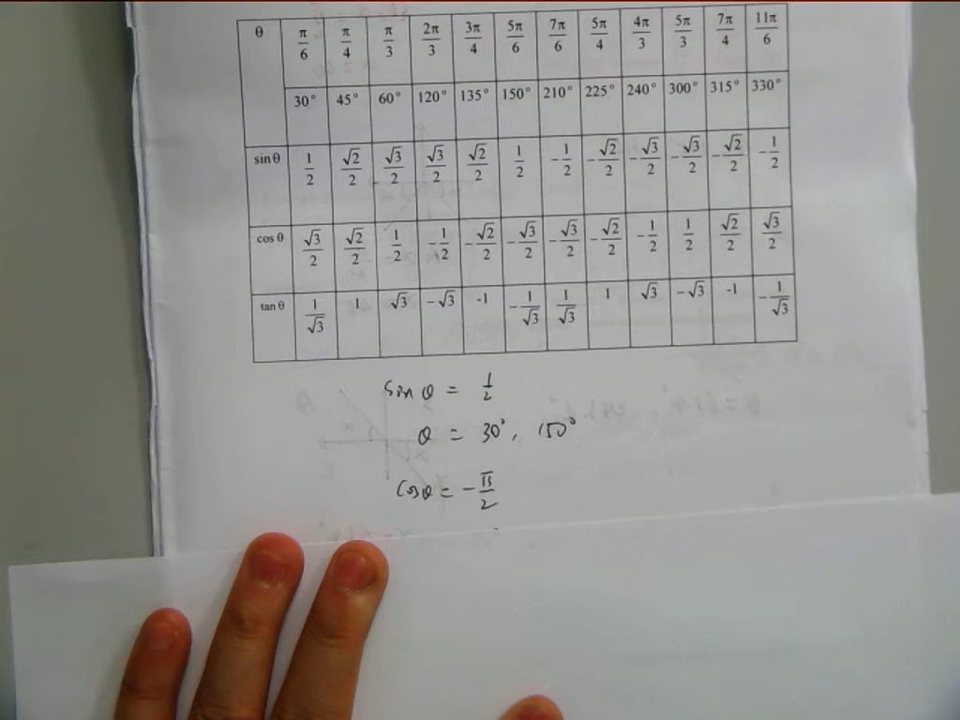 θ π/6 π/4 π/3 2π/3 3π/4 5π/6 7π/6 5π/4 4π/3 5π/3 7π/4 11π/6
30° 45° 60° 120° 135° 150° 210° 225° 240° 300° 315° 330°
sinθ 1/2 √2/2 √3/2 √3/2 √2/2 1/2 -1/2 -√2/2 -√3/2 -√3/2 -√2/2 -1/2
cosθ √3/2 √2/2 1/2 -1/2 -√2/2 -√3/2 -√3/2 -√2/2 -1/2 1/2 √2/2 √3/2
tanθ 1/√3 1 √3 -√3 -1 -1/√3 1/√3 1 √3 -√3 -1 -1/√3
sin θ = 1/2
θ = 30°, 150°
cosθ = -√3/2